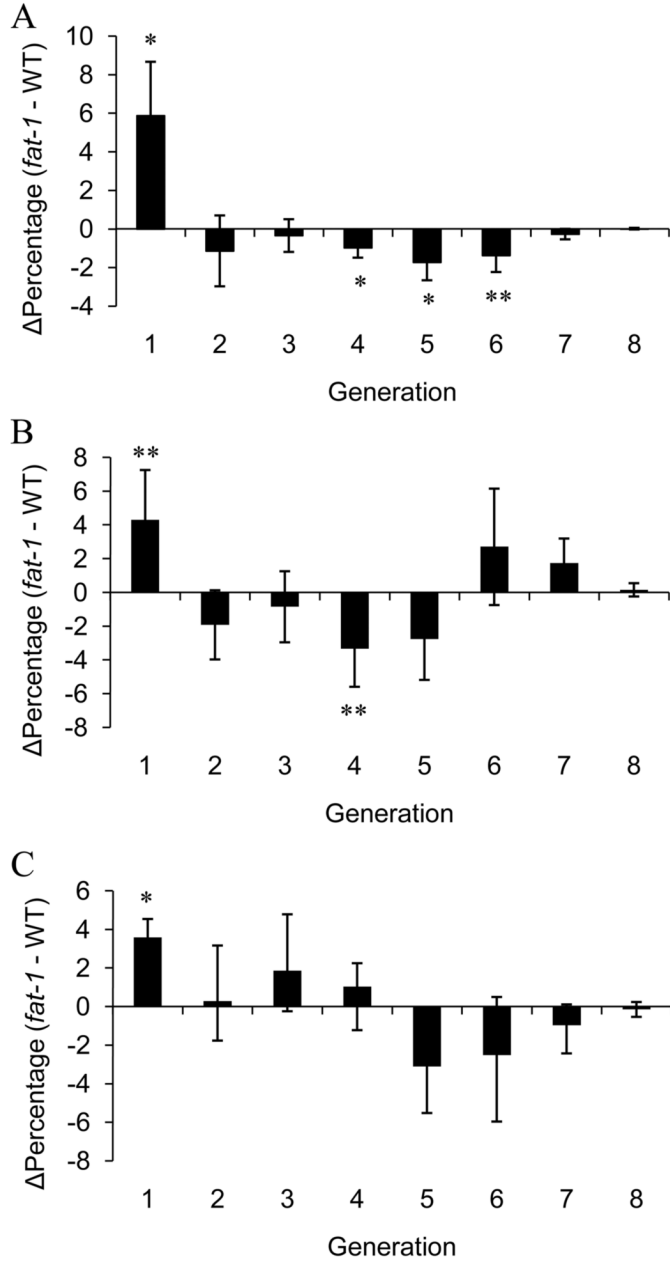 A
ΔPercentage (fat-1 - WT)
10
8
6
4
2
0
-2
-4
*
*
*
**
1 2 3 4 5 6 7 8
Generation
B
ΔPercentage (fat-1 - WT)
8
6
4
2
0
-2
-4
-6
-8
**
**
1 2 3 4 5 6 7 8
Generation
C
ΔPercentage (fat-1 - WT)
6
4
2
0
-2
-4
-6
-8
*
1 2 3 4 5 6 7 8
Generation